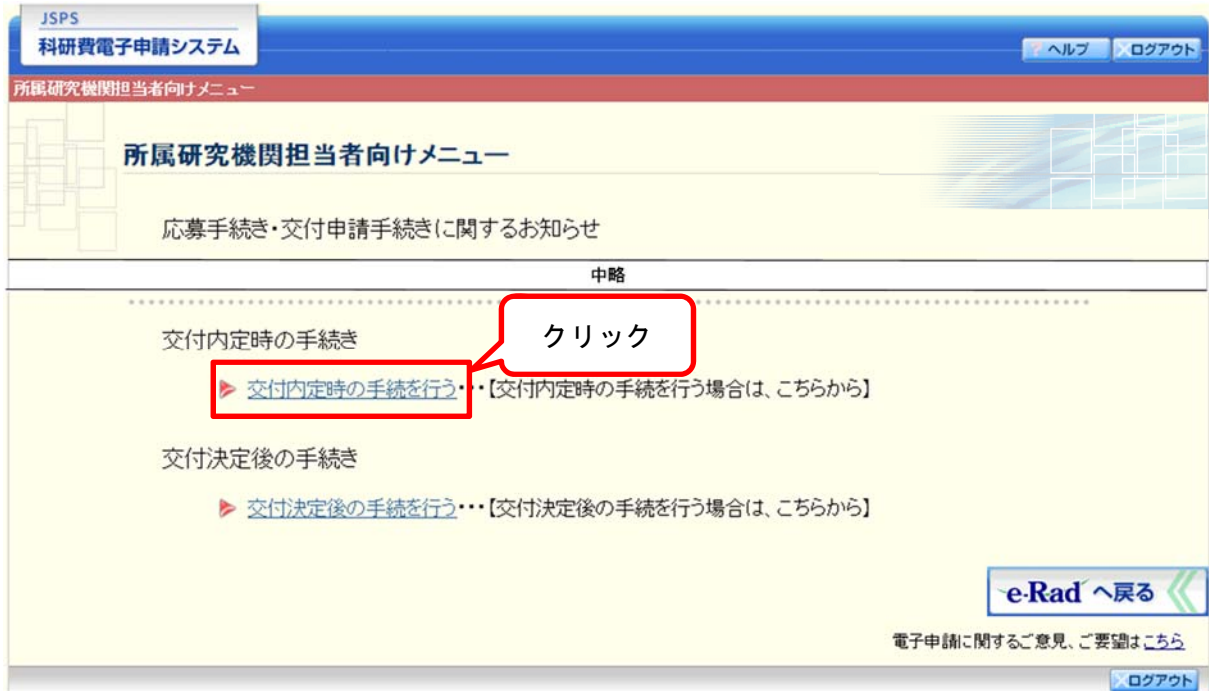 JSPS
科研費電子申請システム
? ヘルプ ×ログアウト
所属研究機関担当者向けメニュー
所属研究機関担当者向けメニュー
応募手続き・交付申請手続きに関するお知らせ
中略
クリック
交付内定時の手続き
交付内定時の手続を行う・・・【交付内定時の手続を行う場合は、こちらから】
交付決定後の手続き
交付決定後の手続を行う・・・【交付決定後の手続を行う場合は、こちらから】
e-Rad へ戻る
電子申請に関するご意見、ご要望はこちら
×ログアウト